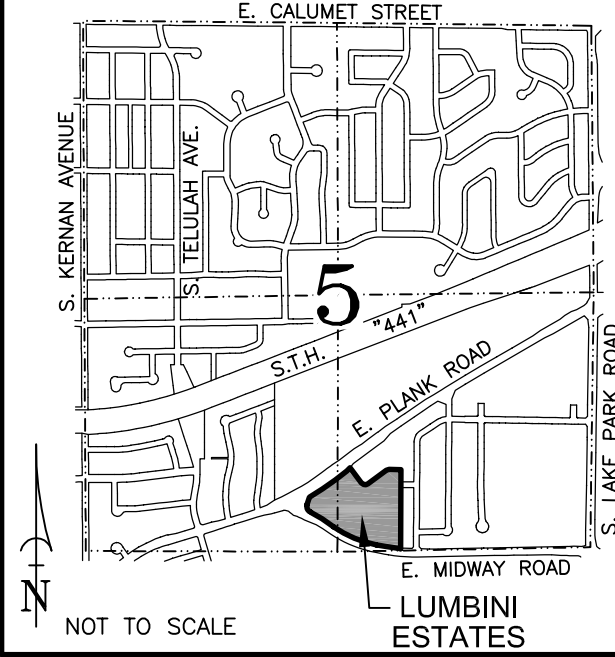 E. CALUMET STREET
S. KERNAN AVENUE
S. TELULAH AVE.
5
S.T.H. "441"
E. PLANK ROAD
S. LAKE PARK ROAD
E. MIDWAY ROAD
N
NOT TO SCALE
LUMBINI
ESTATES